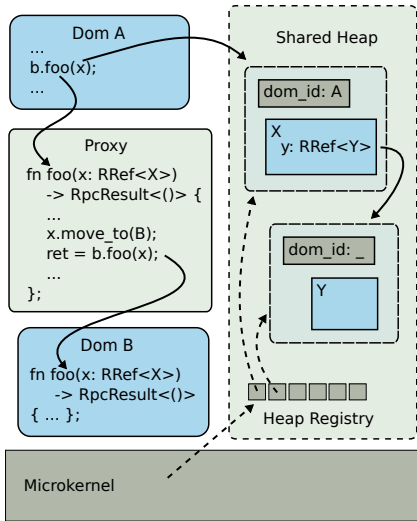 Dom A
...
b.foo(x);
...
Proxy
fn foo(x: RRef<X>)
-> RpcResult<()> {
...
x.move_to(B);
ret = b.foo(x);
...
};
Dom B
fn foo(x: RRef<X>)
-> RpcResult<()>
{ ... };
Shared Heap
dom_id: A
X
y: RRef<Y>
dom_id: _
Y
Heap Registry
Microkernel